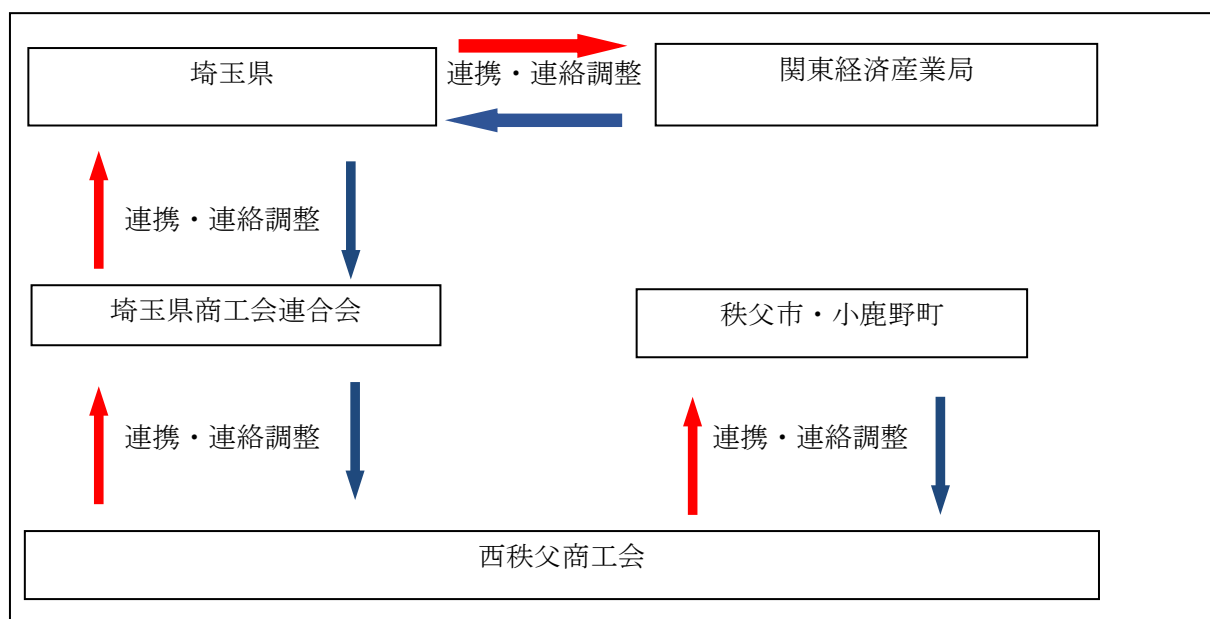 埼玉県
連携・連絡調整
関東経済産業局
連携・連絡調整
埼玉県商工会連合会
秩父市・小鹿野町
連携・連絡調整
連携・連絡調整
西秩父商工会